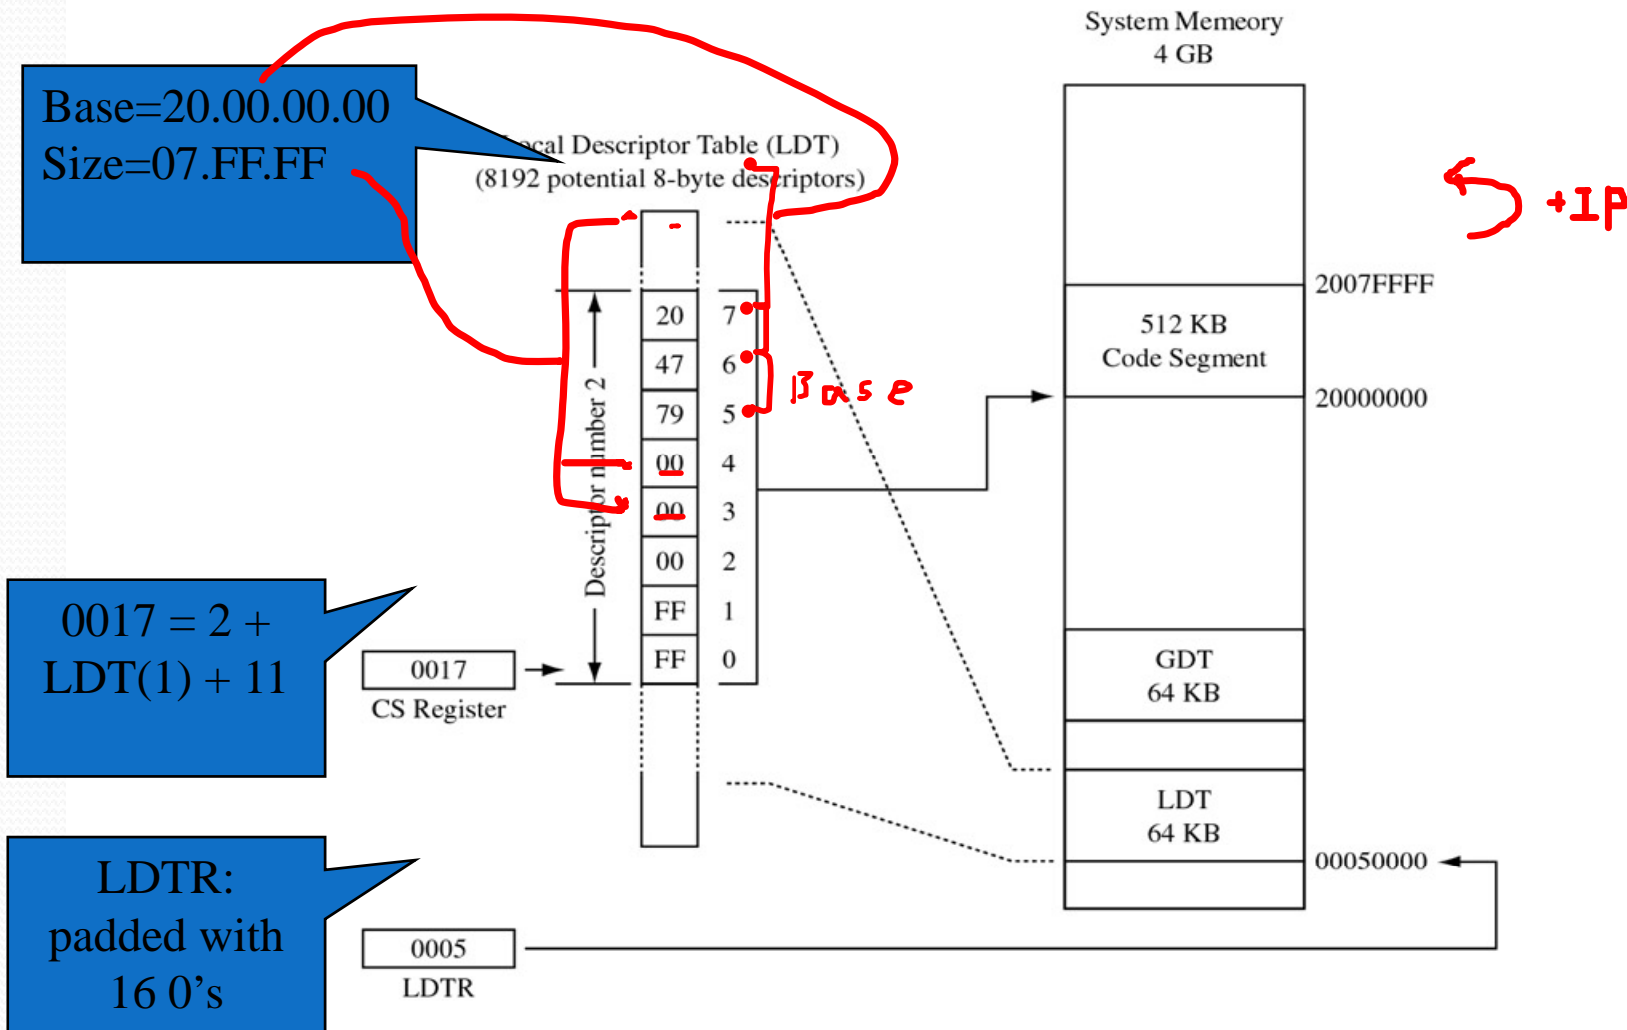 System Memeory
4 GB
Base=20.00.00.00
Size=07.FF.FF
ocal Descriptor Table (LDT)
(8192 potential 8-byte descriptors)
+IP
2007FFFF
20 7
512 KB
Code Segment
47 6
Base
79 5
20000000
Descriptor number 2
00 4
00 3
00 2
FF 1
FF 0
0017 = 2 +
LDT(1) + 11
0017
CS Register
GDT
64 KB
LDT
64 KB
00050000
LDTR:
padded with
16 0’s
0005
LDTR